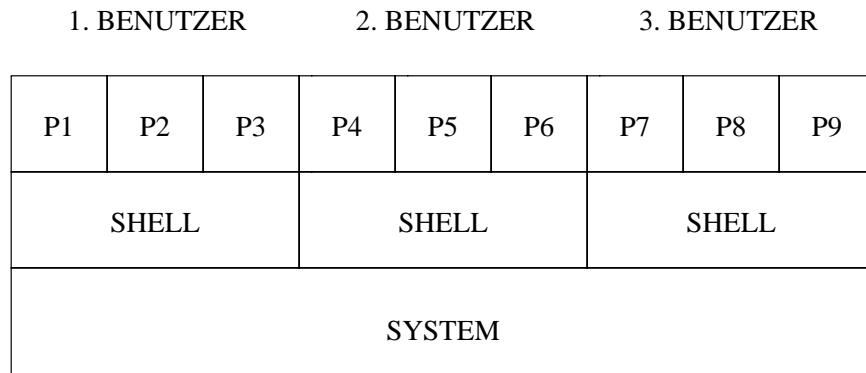 1. BENUTZER 2. BENUTZER 3. BENUTZER
P1 P2 P3 P4 P5 P6 P7 P8 P9
SHELL SHELL SHELL
SYSTEM